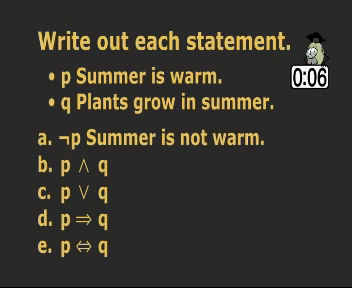 Write out each statement.
• p Summer is warm.
0:06
• q Plants grow in summer.
a. ¬p Summer is not warm.
b. p ∧ q
c. p ∨ q
d. p ⇒ q
e. p ⇔ q